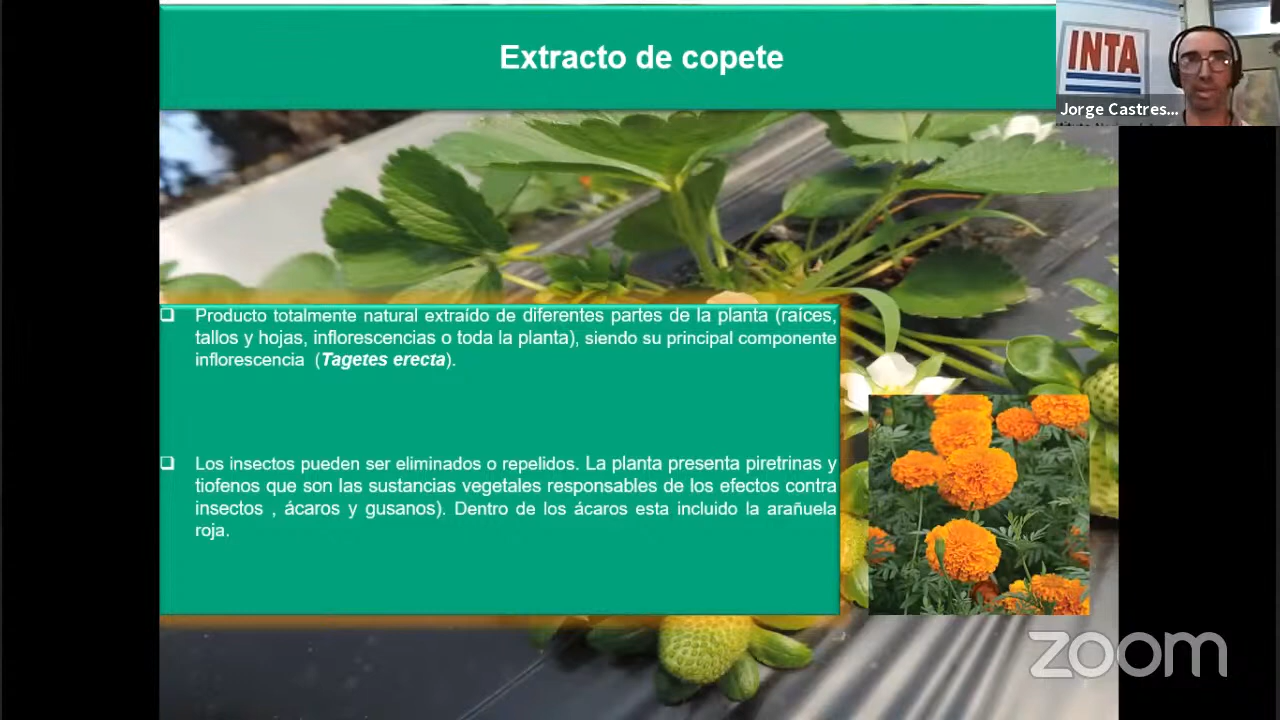 Extracto de copete
INTA
Jorge Castres...
❑ Producto totalmente natural extraído de diferentes partes de la planta (raíces,
tallos y hojas, inflorescencias o toda la planta), siendo su principal componente
inflorescencia (Tagetes erecta).
❑ Los insectos pueden ser eliminados o repelidos. La planta presenta piretrinas y
tiofenos que son las sustancias vegetales responsables de los efectos contra
insectos , ácaros y gusanos). Dentro de los ácaros esta incluido la arañuela
roja.
zoom